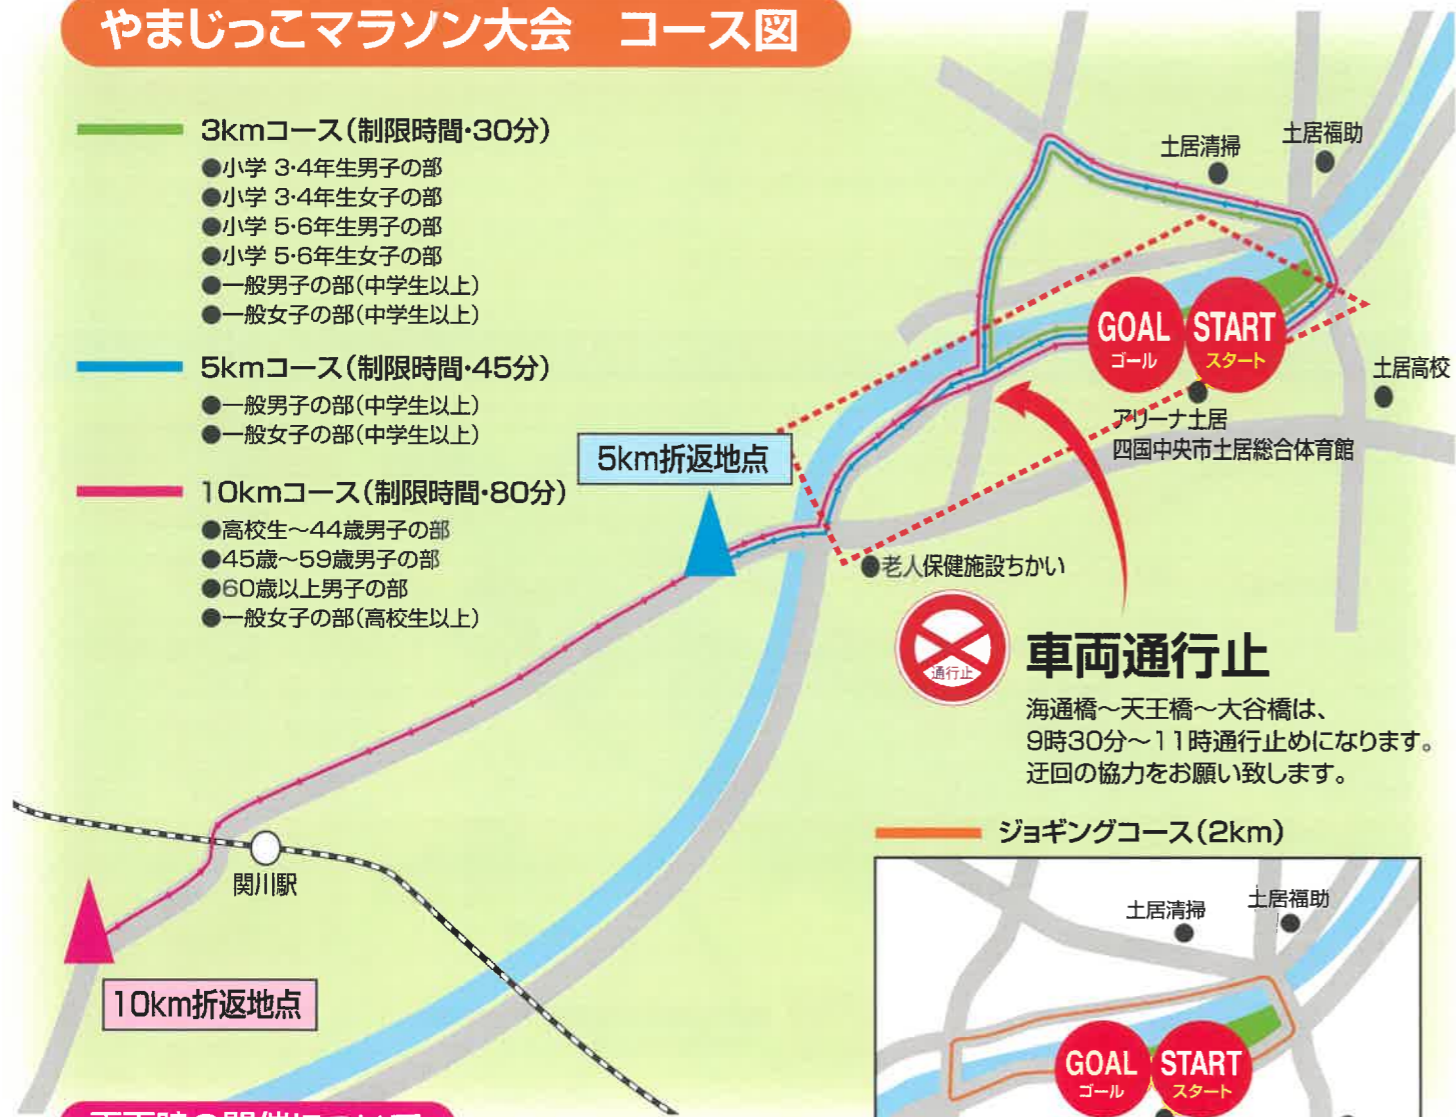 やまじっこマラソン大会　コース図
3kmコース（制限時間・30分）
●小学 3・4年生男子の部
●小学 3・4年生女子の部
●小学 5・6年生男子の部
●小学 5・6年生女子の部
●一般男子の部（中学生以上）
●一般女子の部（中学生以上）
5kmコース（制限時間・45分）
●一般男子の部（中学生以上）
●一般女子の部（中学生以上）
10kmコース（制限時間・80分）
●高校生～44歳男子の部
●45歳～59歳男子の部
●60歳以上男子の部
●一般女子の部（高校生以上）
土居清掃
土居福助
GOAL
ゴール
START
スタート
土居高校
アリーナ土居
四国中央市土居総合体育館
5km折返地点
●老人保健施設ちかい
通行止
車両通行止
海通橋～天王橋～大谷橋は、
9時30分～11時通行止めになります。
迂回の協力をお願い致します。
関川駅
10km折返地点
ジョギングコース（2km）
土居清掃
土居福助
GOAL
ゴール
START
スタート